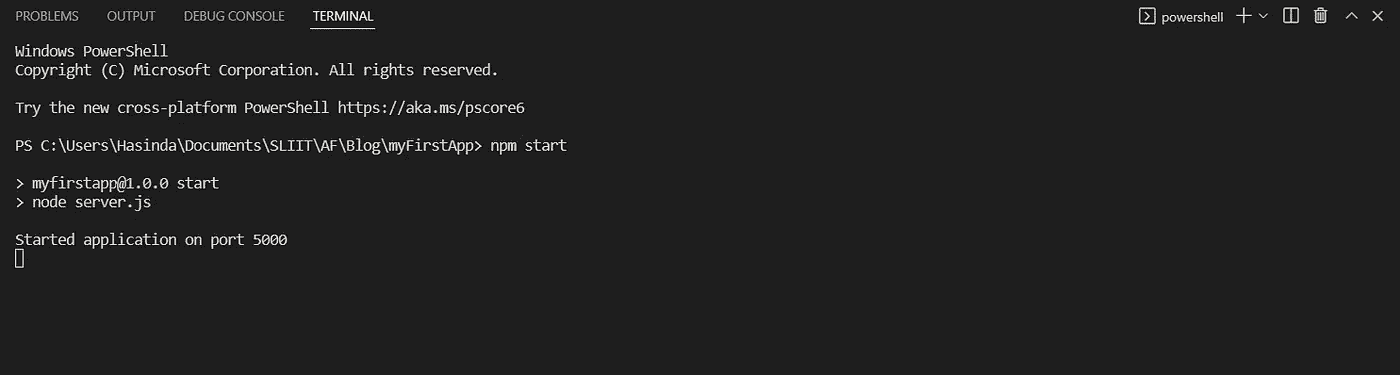 PROBLEMS OUTPUT DEBUG CONSOLE TERMINAL powershell
Windows PowerShell
Copyright (C) Microsoft Corporation. All rights reserved.
Try the new cross-platform PowerShell https://aka.ms/pscore6
PS C:\Users\Hasinda\Documents\SLIIT\AF\Blog\myFirstApp> npm start
> myfirstapp@1.0.0 start
> node server.js
Started application on port 5000